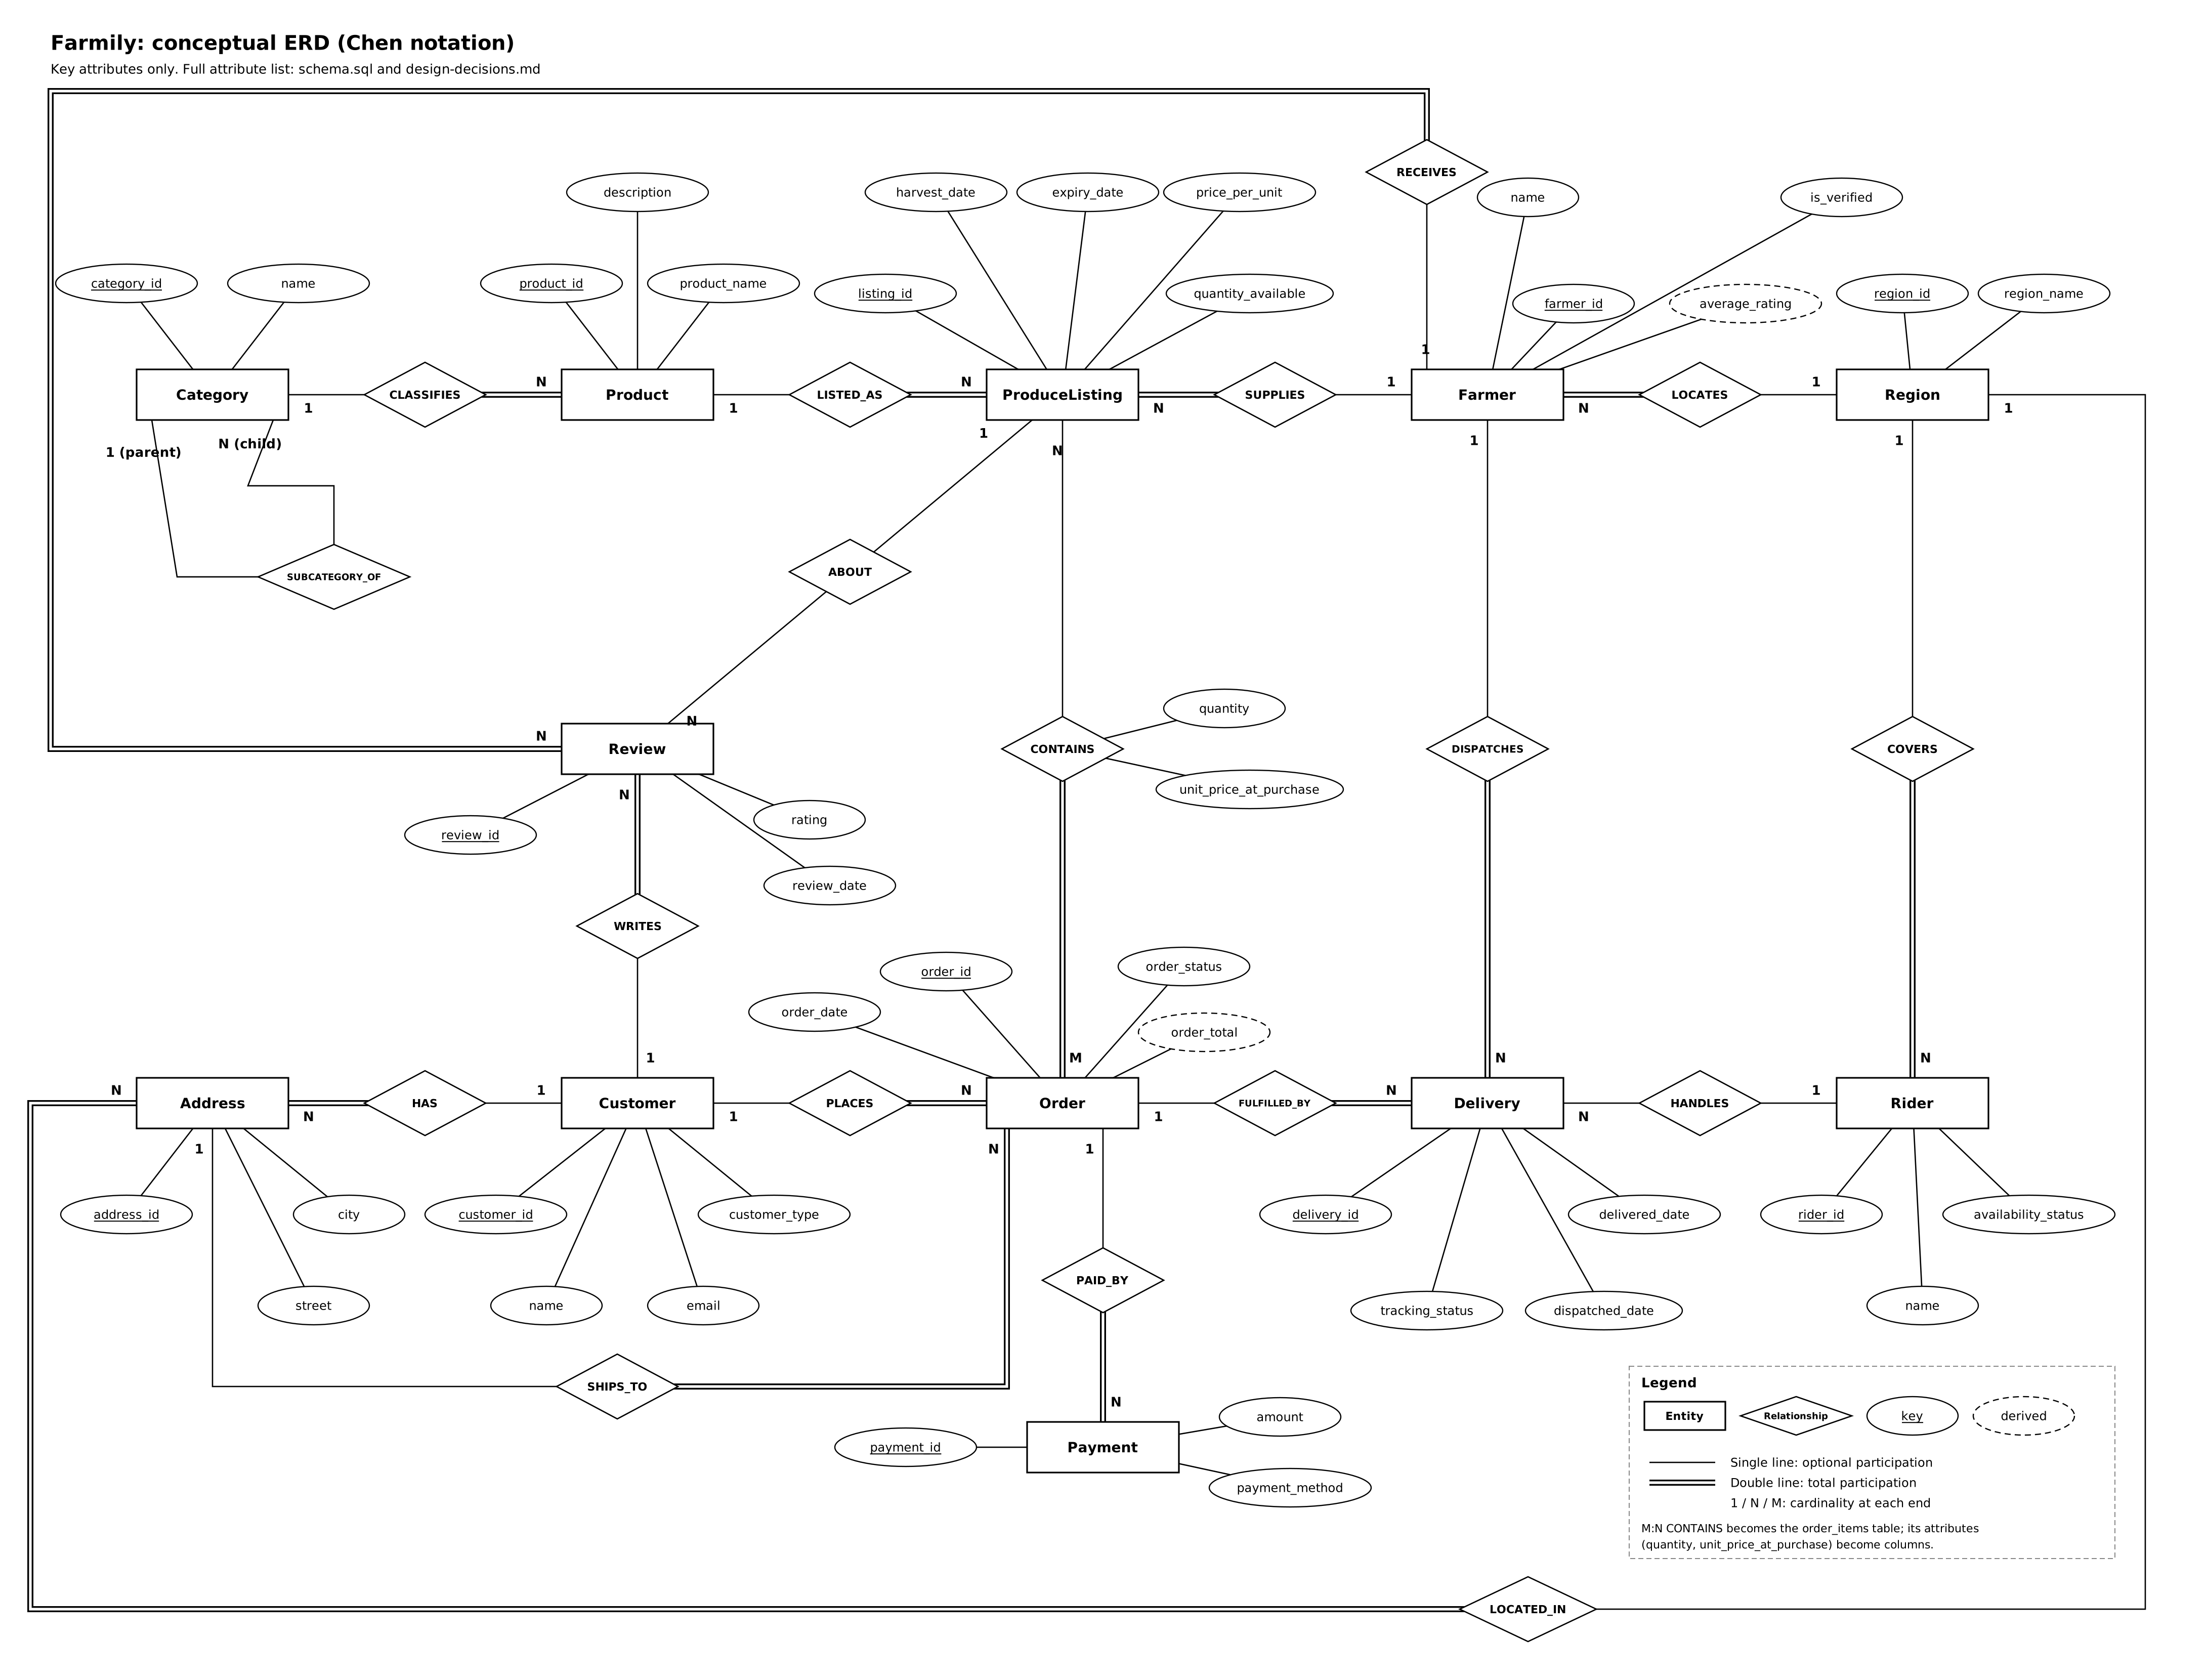 Farmily: conceptual ERD (Chen notation)
Key attributes only. Full attribute list: schema.sql and design-decisions.md
RECEIVES
description
harvest_date
expiry_date
price_per_unit
name
is_verified
category_id
name
product_id
product_name
listing_id
quantity_available
farmer_id
average_rating
region_id
region_name
1
Category
1
CLASSIFIES
N
Product
1
LISTED_AS
N
ProduceListing
N
SUPPLIES
1
Farmer
N
LOCATES
1
Region
1
1 (parent)
N (child)
1
N
1
1
SUBCATEGORY_OF
ABOUT
quantity
N
N
Review
CONTAINS
DISPATCHES
COVERS
unit_price_at_purchase
N
rating
review_id
review_date
WRITES
order_id
order_status
order_date
order_total
1
M
N
N
N
Address
N
HAS
1
Customer
1
PLACES
N
Order
1
FULFILLED_BY
N
Delivery
N
HANDLES
1
Rider
1
N
1
address_id
city
customer_id
customer_type
delivery_id
delivered_date
rider_id
availability_status
PAID_BY
street
name
email
tracking_status
dispatched_date
name
SHIPS_TO
N
amount
payment_id
Payment
payment_method
Legend
Entity
Relationship
key
derived
Single line: optional participation
Double line: total participation
1 / N / M: cardinality at each end
M:N CONTAINS becomes the order_items table; its attributes
(quantity, unit_price_at_purchase) become columns.
LOCATED_IN